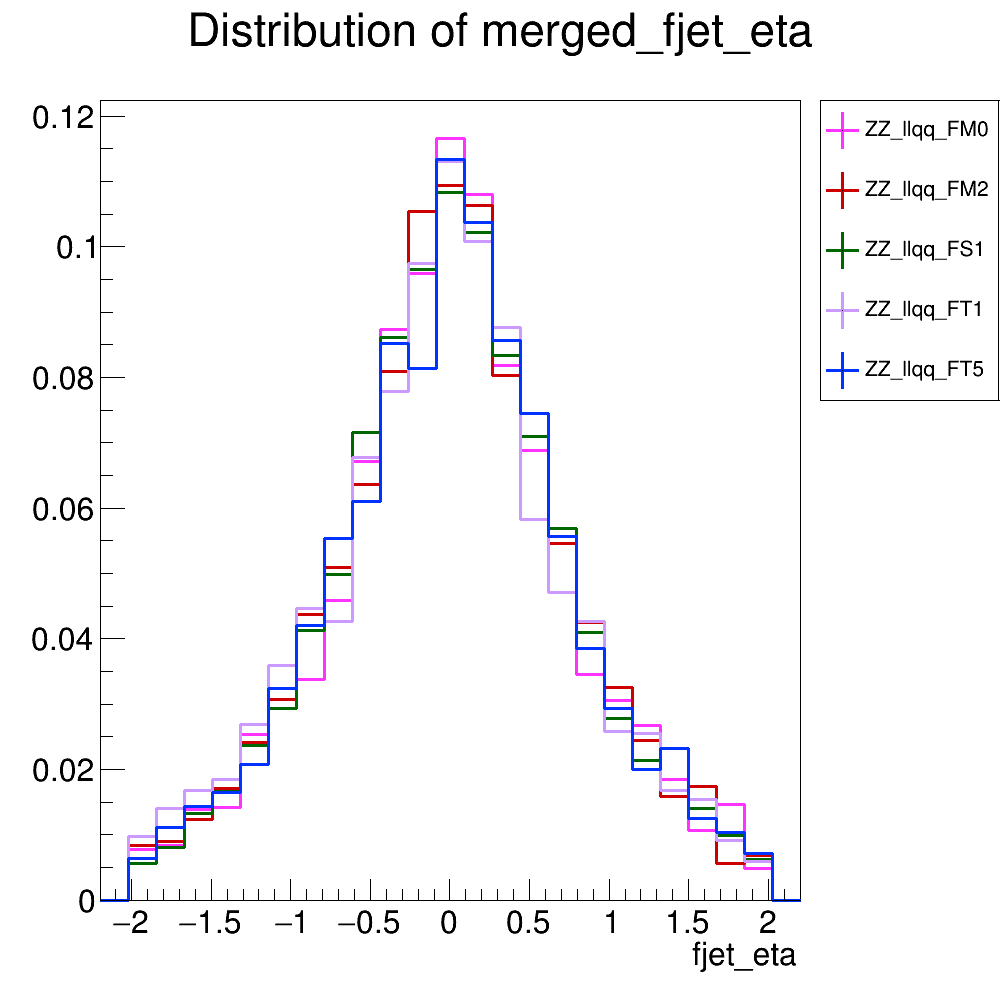 Distribution of merged_fjet_eta
0.12
0.1
0.08
0.06
0.04
0.02
0
−2 −1.5 −1 −0.5 0 0.5 1 1.5 2
fjet_eta
ZZ_llqq_FM0
ZZ_llqq_FM2
ZZ_llqq_FS1
ZZ_llqq_FT1
ZZ_llqq_FT5